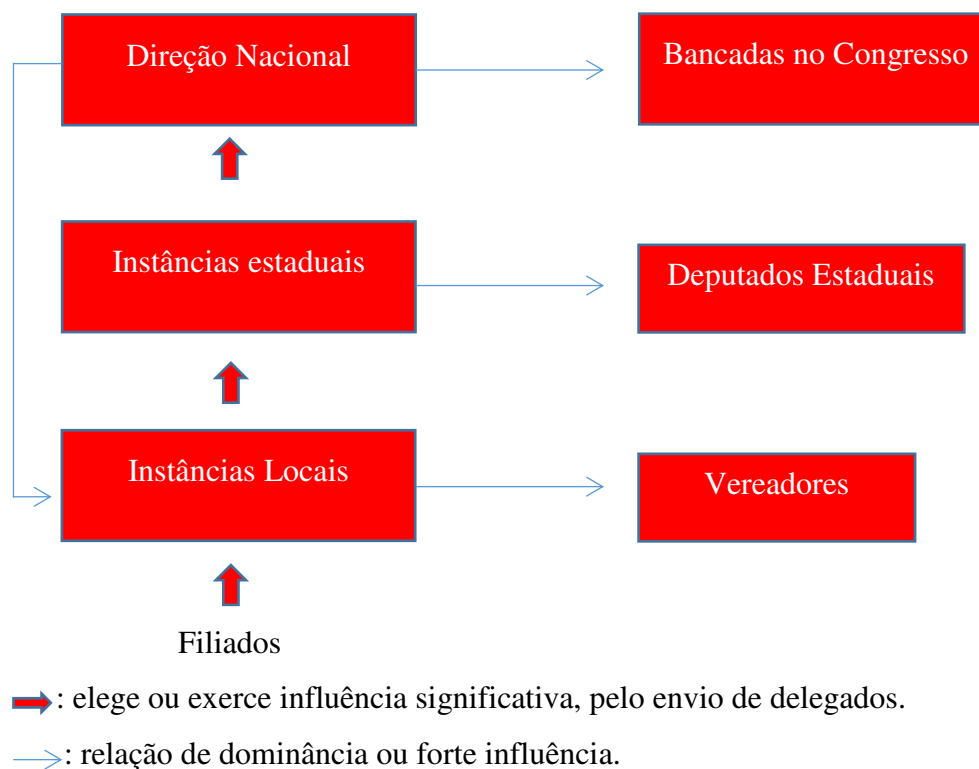 Direção Nacional
Bancadas no Congresso
Instâncias estaduais
Deputados Estaduais
Instâncias Locais
Vereadores
Filiados
: elege ou exerce influência significativa, pelo envio de delegados.
: relação de dominância ou forte influência.